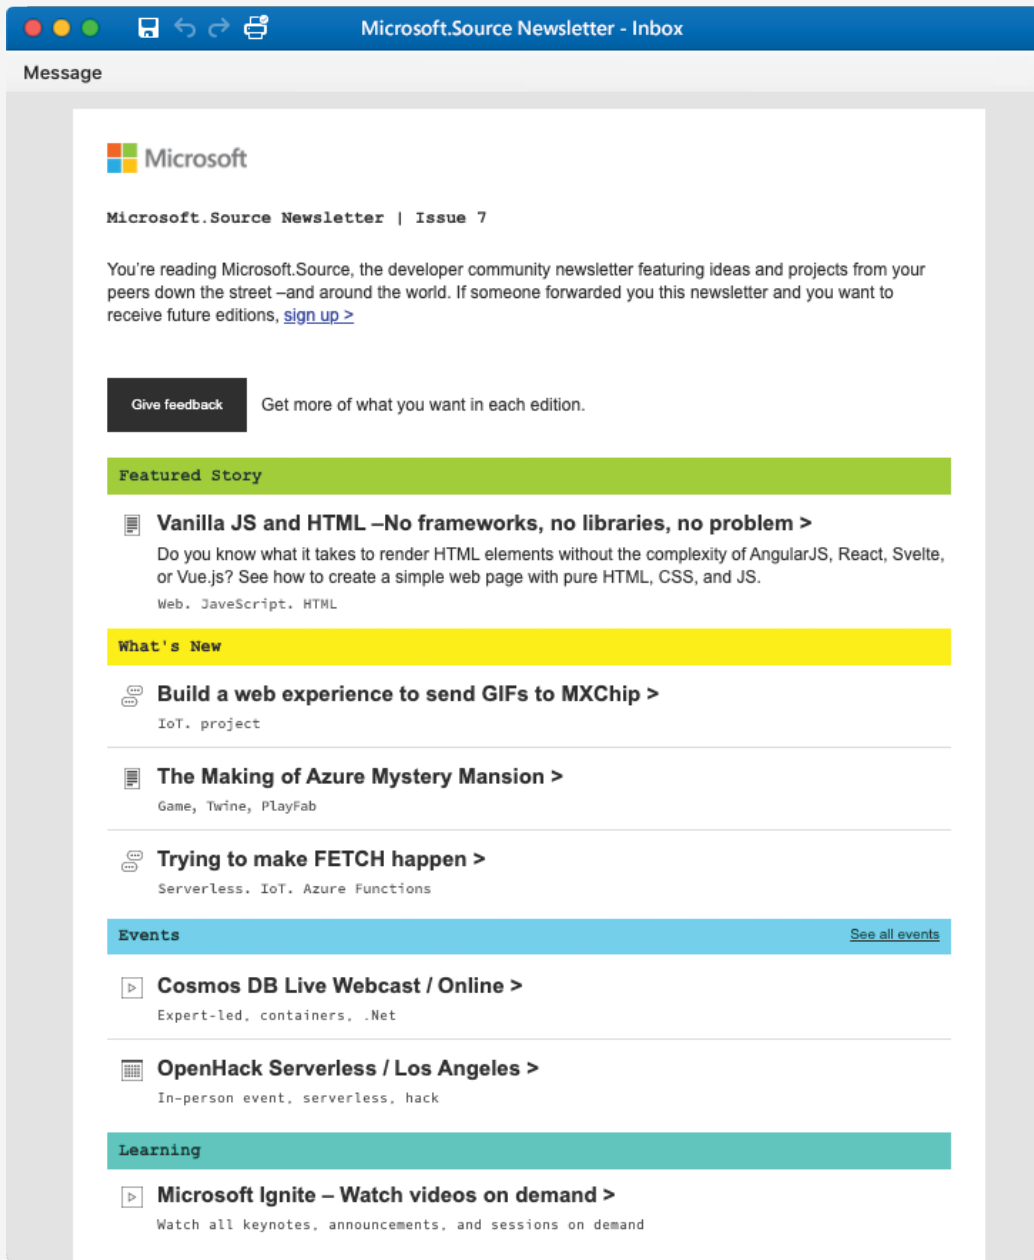 Microsoft.Source Newsletter - Inbox
Message
Microsoft
Microsoft.Source Newsletter | Issue 7
You're reading Microsoft.Source, the developer community newsletter featuring ideas and projects from your
peers down the street –and around the world. If someone forwarded you this newsletter and you want to
receive future editions, sign up >
Give feedback
Get more of what you want in each edition.
Featured Story
Vanilla JS and HTML –No frameworks, no libraries, no problem >
Do you know what it takes to render HTML elements without the complexity of AngularJS, React, Svelte,
or Vue.js? See how to create a simple web page with pure HTML, CSS, and JS.
Web. JaveScript. HTML
What's New
Build a web experience to send GIFs to MXChip >
IoT. project
The Making of Azure Mystery Mansion >
Game, Twine, PlayFab
Trying to make FETCH happen >
Serverless. IoT. Azure Functions
Events
See all events
Cosmos DB Live Webcast / Online >
Expert-led, containers, .Net
OpenHack Serverless / Los Angeles >
In-person event, serverless, hack
Learning
Microsoft Ignite – Watch videos on demand >
Watch all keynotes, announcements, and sessions on demand